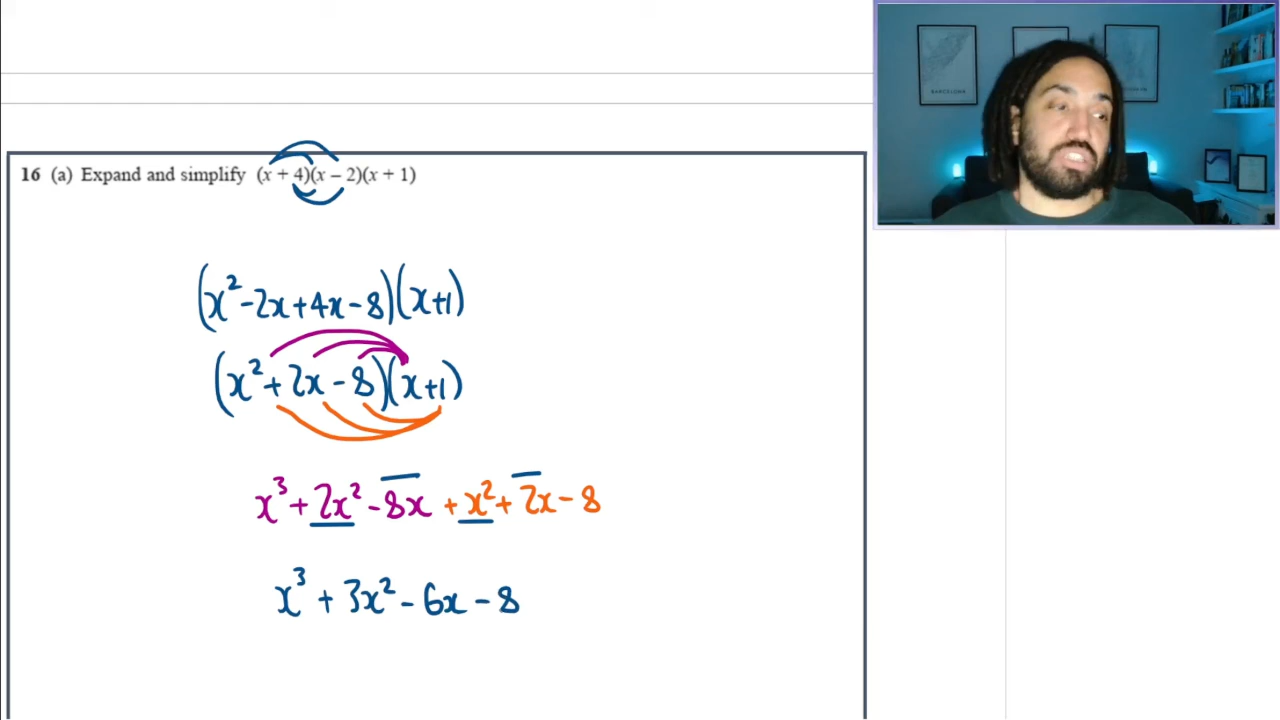 BARCELONA
16 (a) Expand and simplify (x + 4)(x – 2)(x + 1)
(x² - 2x + 4x - 8)(x + 1)
(x² + 2x - 8)(x + 1)
x³ + 2x² - 8x + x² + 2x - 8
x³ + 3x² - 6x - 8